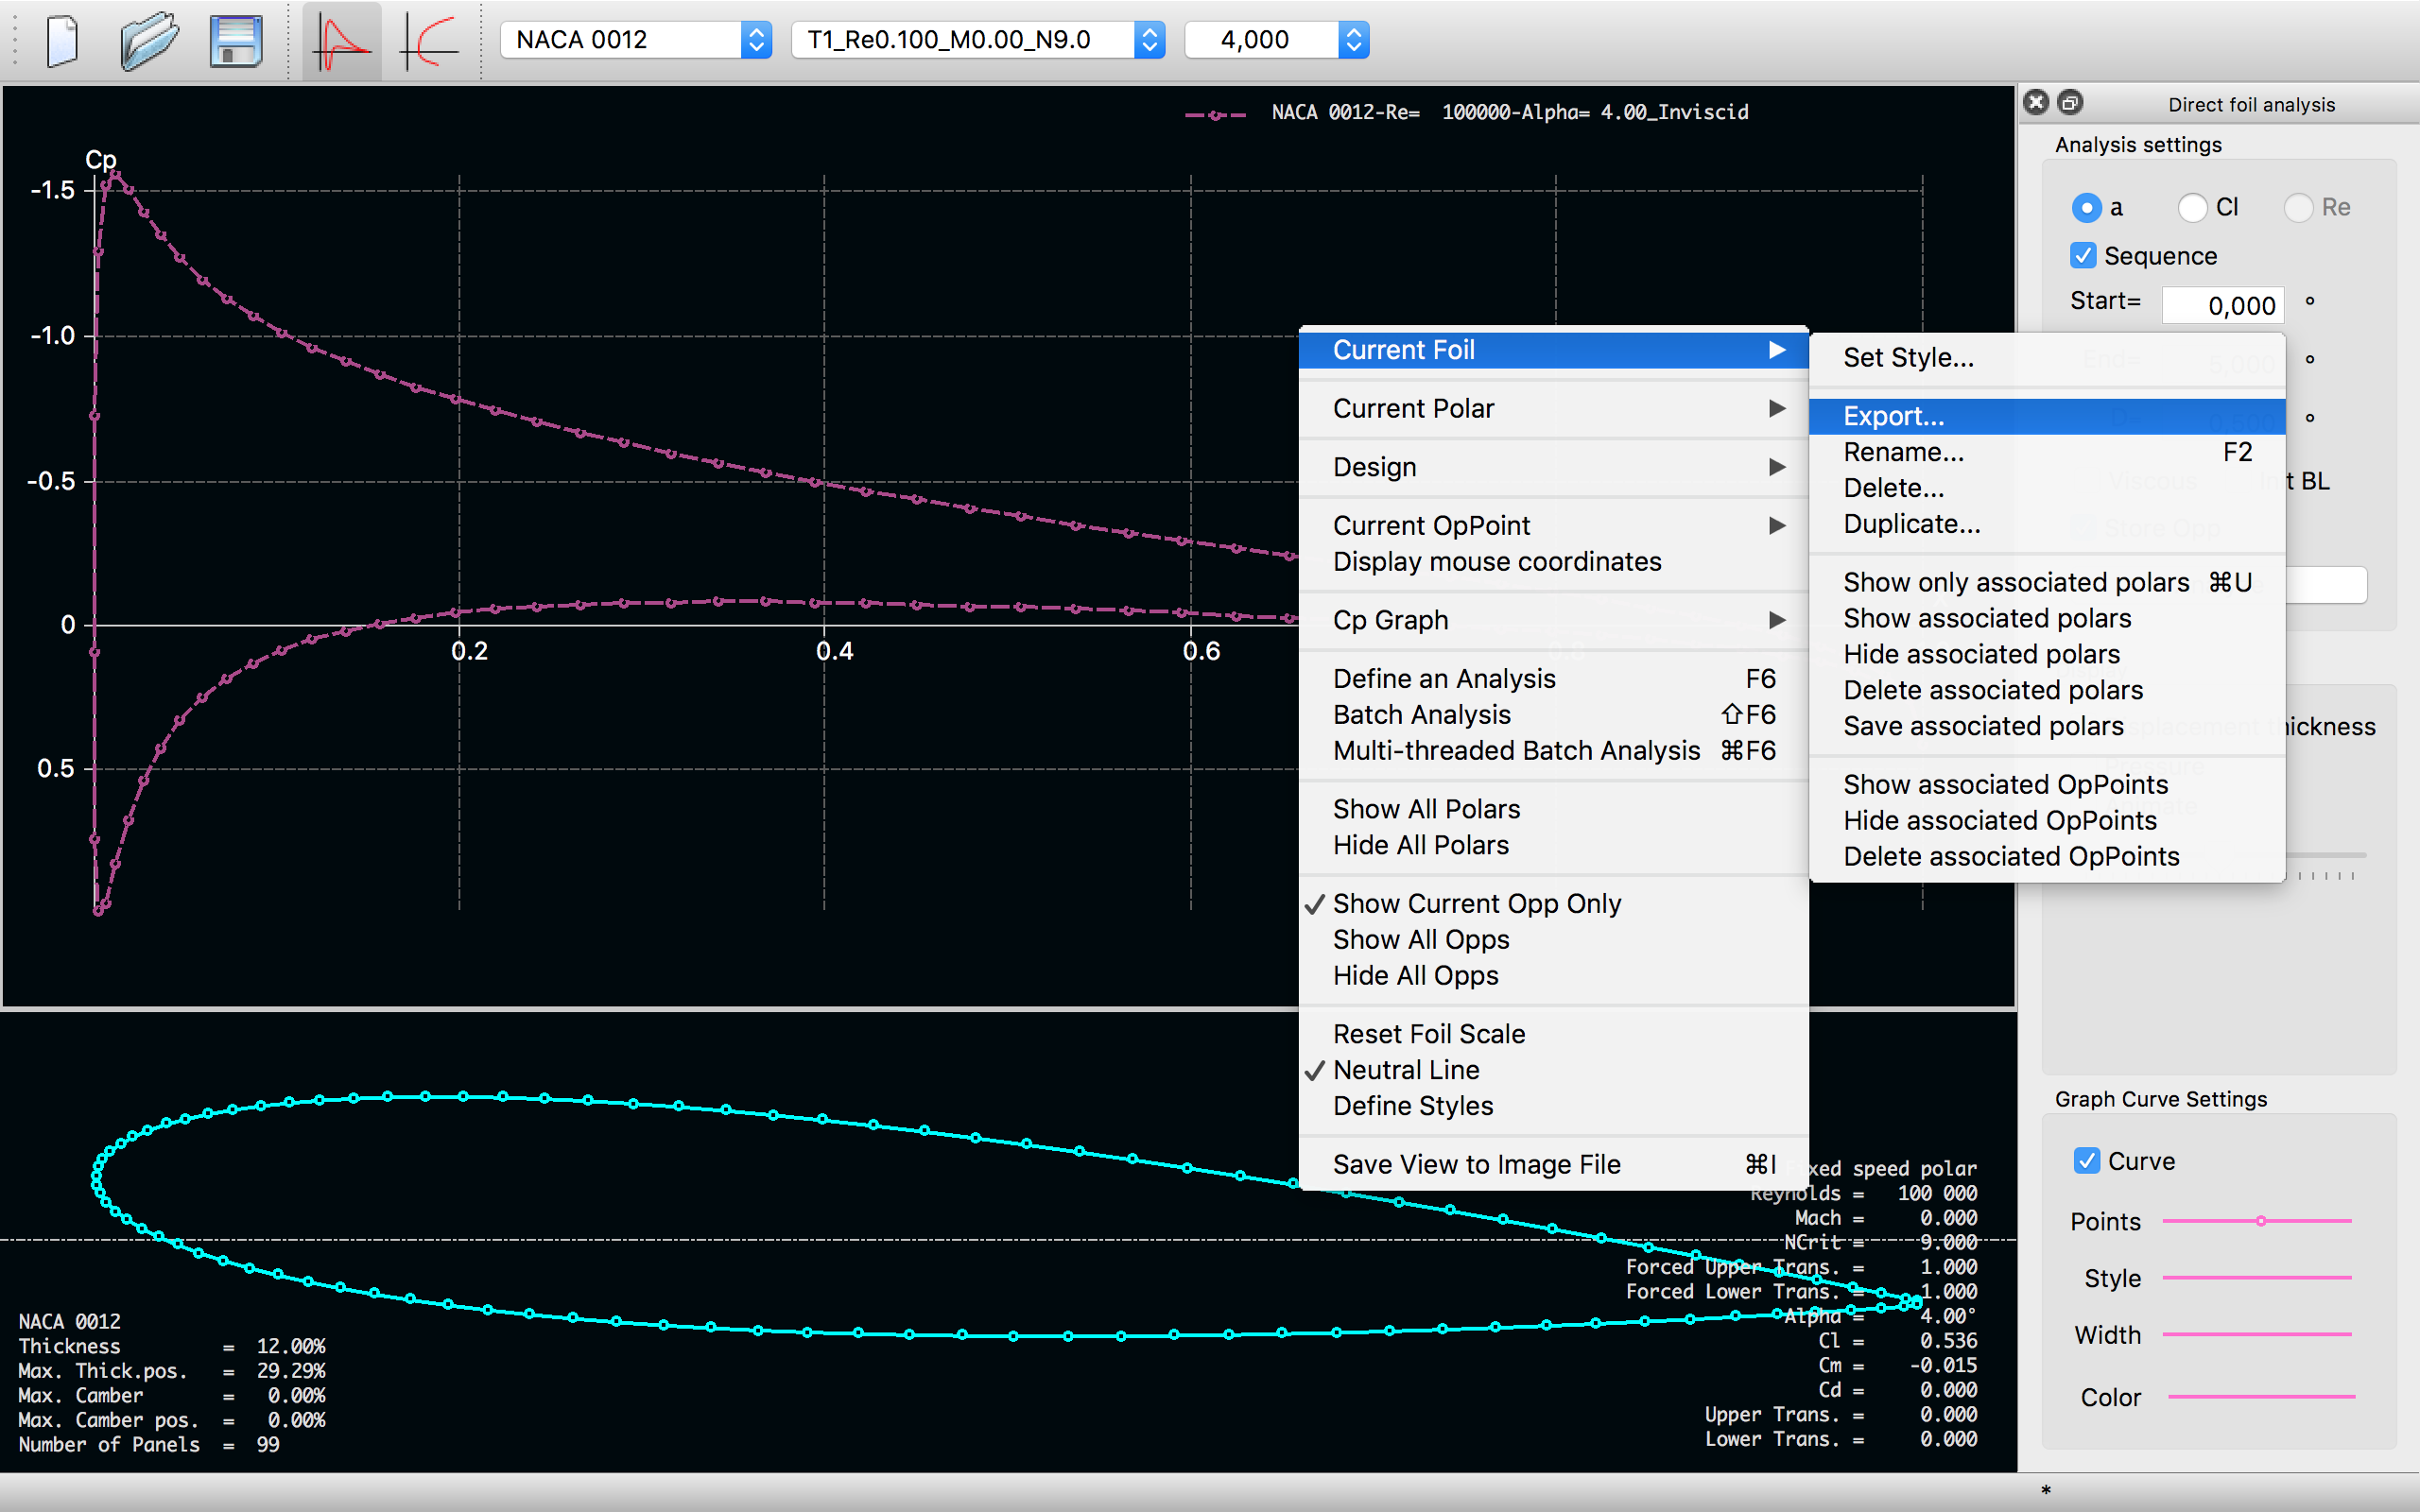 NACA 0012 T1_Re0.100_M0.00_N9.0 4,000
NACA 0012-Re= 100000-Alpha= 4.00_Inviscid
Cp
-1.5
-1.0
-0.5
0
0.5
0.2 0.4 0.6
Direct foil analysis
Analysis settings
a Cl Re
Sequence
Start= 0,000 °
°
°
t BL
hickness
Current Foil
Current Polar
Design
Current OpPoint
Display mouse coordinates
Cp Graph
Define an Analysis F6
Batch Analysis ⇧F6
Multi-threaded Batch Analysis ⌘F6
Show All Polars
Hide All Polars
✓ Show Current Opp Only
Show All Opps
Hide All Opps
Reset Foil Scale
✓ Neutral Line
Define Styles
Save View to Image File ⌘I
Set Style...
Export...
Rename... F2
Delete...
Duplicate...
Show only associated polars ⌘U
Show associated polars
Hide associated polars
Delete associated polars
Save associated polars
Show associated OpPoints
Hide associated OpPoints
Delete associated OpPoints
Graph Curve Settings
Curve
Points
Style
Width
Color
NACA 0012
Thickness = 12.00%
Max. Thick.pos. = 29.29%
Max. Camber = 0.00%
Max. Camber pos. = 0.00%
Number of Panels = 99
xed speed polar
Reynolds = 100 000
Mach = 0.000
NCrit = 9.000
Forced Upper Trans. = 1.000
Forced Lower Trans. = 1.000
Alpha = 4.00°
Cl = 0.536
Cm = -0.015
Cd = 0.000
Upper Trans. = 0.000
Lower Trans. = 0.000
*